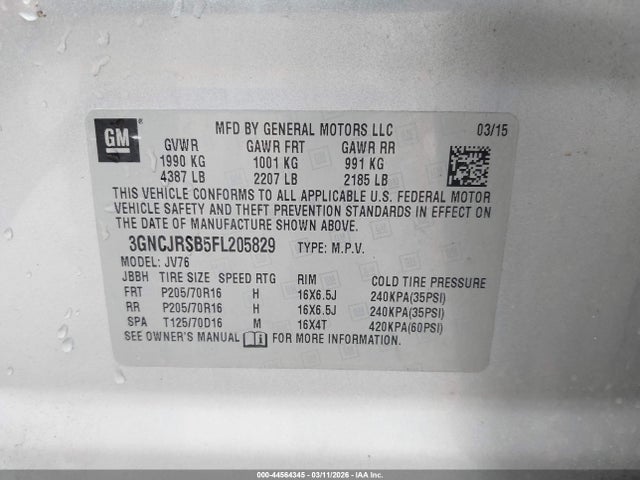 GM
MFD BY GENERAL MOTORS LLC 03/15
GVWR GAWR FRT GAWR RR
1990 KG 1001 KG 991 KG
4387 LB 2207 LB 2185 LB
THIS VEHICLE CONFORMS TO ALL APPLICABLE U.S. FEDERAL MOTOR
VEHICLE SAFETY AND THEFT PREVENTION STANDARDS IN EFFECT ON
THE DATE OF MANUFACTURE SHOWN ABOVE.
3GNCJRSB5FL205829 TYPE: M.P.V.
MODEL: JV76
JBBH TIRE SIZE SPEED RTG RIM COLD TIRE PRESSURE
FRT P205/70R16 H 16X6.5J 240KPA(35PSI)
RR P205/70R16 H 16X6.5J 240KPA(35PSI)
SPA T125/70D16 M 16X4T 420KPA(60PSI)
SEE OWNER'S MANUAL FOR MORE INFORMATION.
000-44564345 | 03/11/2026 - IAA, Inc.